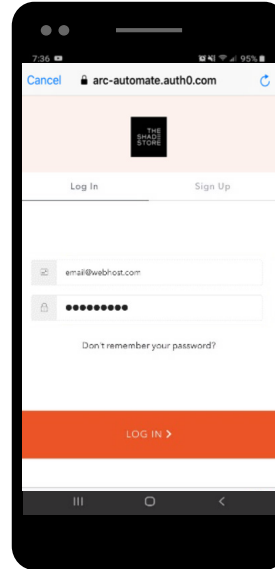 7:36 95%
Cancel arc-automate.auth0.com
THE
SHADE
STORE
Log In Sign Up
email@webhost.com
●●●●●●●●●
Don't remember your password?
LOG IN >